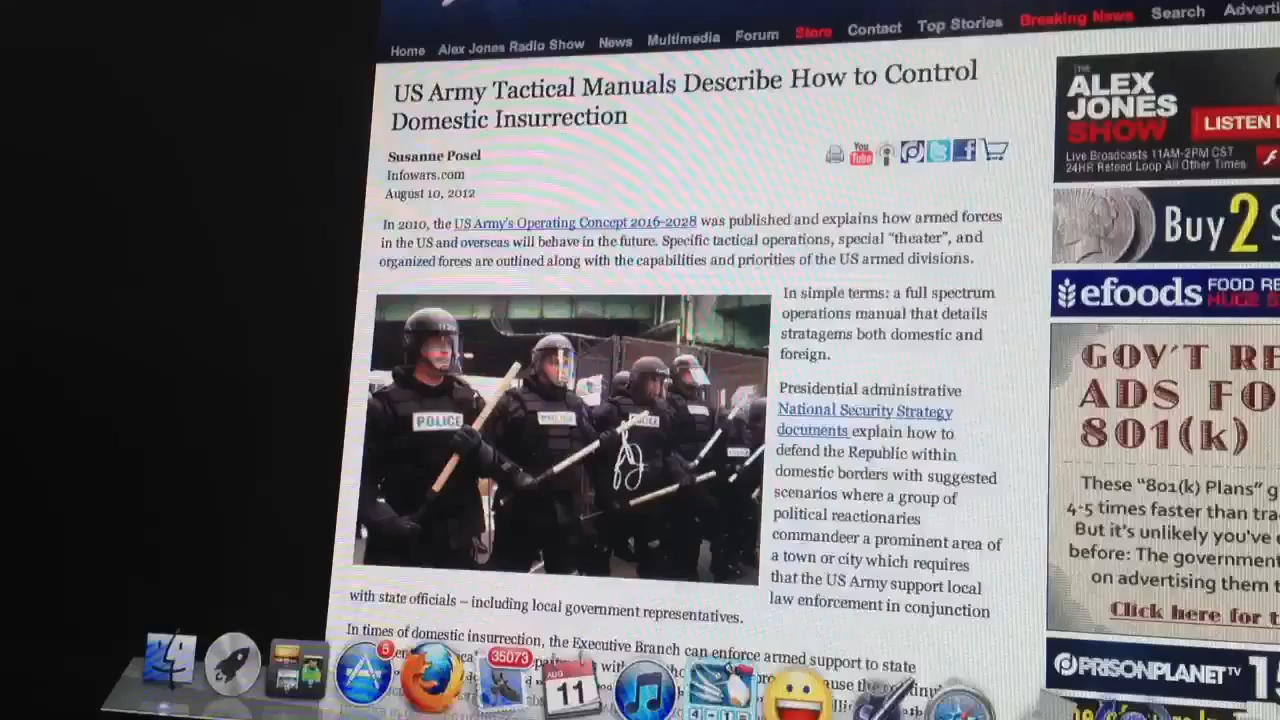 Home Alex Jones Radio Show News Multimedia Forum Store Contact Top Stories Breaking News Search
US Army Tactical Manuals Describe How to Control
Domestic Insurrection
Susanne Posel
Infowars.com
August 10, 2012
You
Tube
In 2010, the US Army's Operating Concept 2016-2028 was published and explains how armed forces
in the US and overseas will behave in the future. Specific tactical operations, special "theater", and
organized forces are outlined along with the capabilities and priorities of the US armed divisions.
POLICE
In simple terms: a full spectrum
operations manual that details
stratagems both domestic and
foreign.
Presidential administrative
National Security Strategy
documents explain how to
defend the Republic within
domestic borders with suggested
scenarios where a group of
political reactionaries
commandeer a prominent area of
a town or city which requires
that the US Army support local
law enforcement in conjunction
with state officials – including local government representatives.
In times of domestic insurrection, the Executive Branch can enforce armed support to state
THE
ALEX
JONES
SHOW
LISTEN
Live Broadcasts 11AM-2PM CST
24HR Reload Loop All Other Times
Buy 2
efoods
FOOD
GOV'T
ADS
801(k)
These "801(k) Plans"
4-5 times faster than
But it's unlikely you've
before: The government
on advertising them
Click here for
PRISONPLANET TV
5
35073
AUG
11